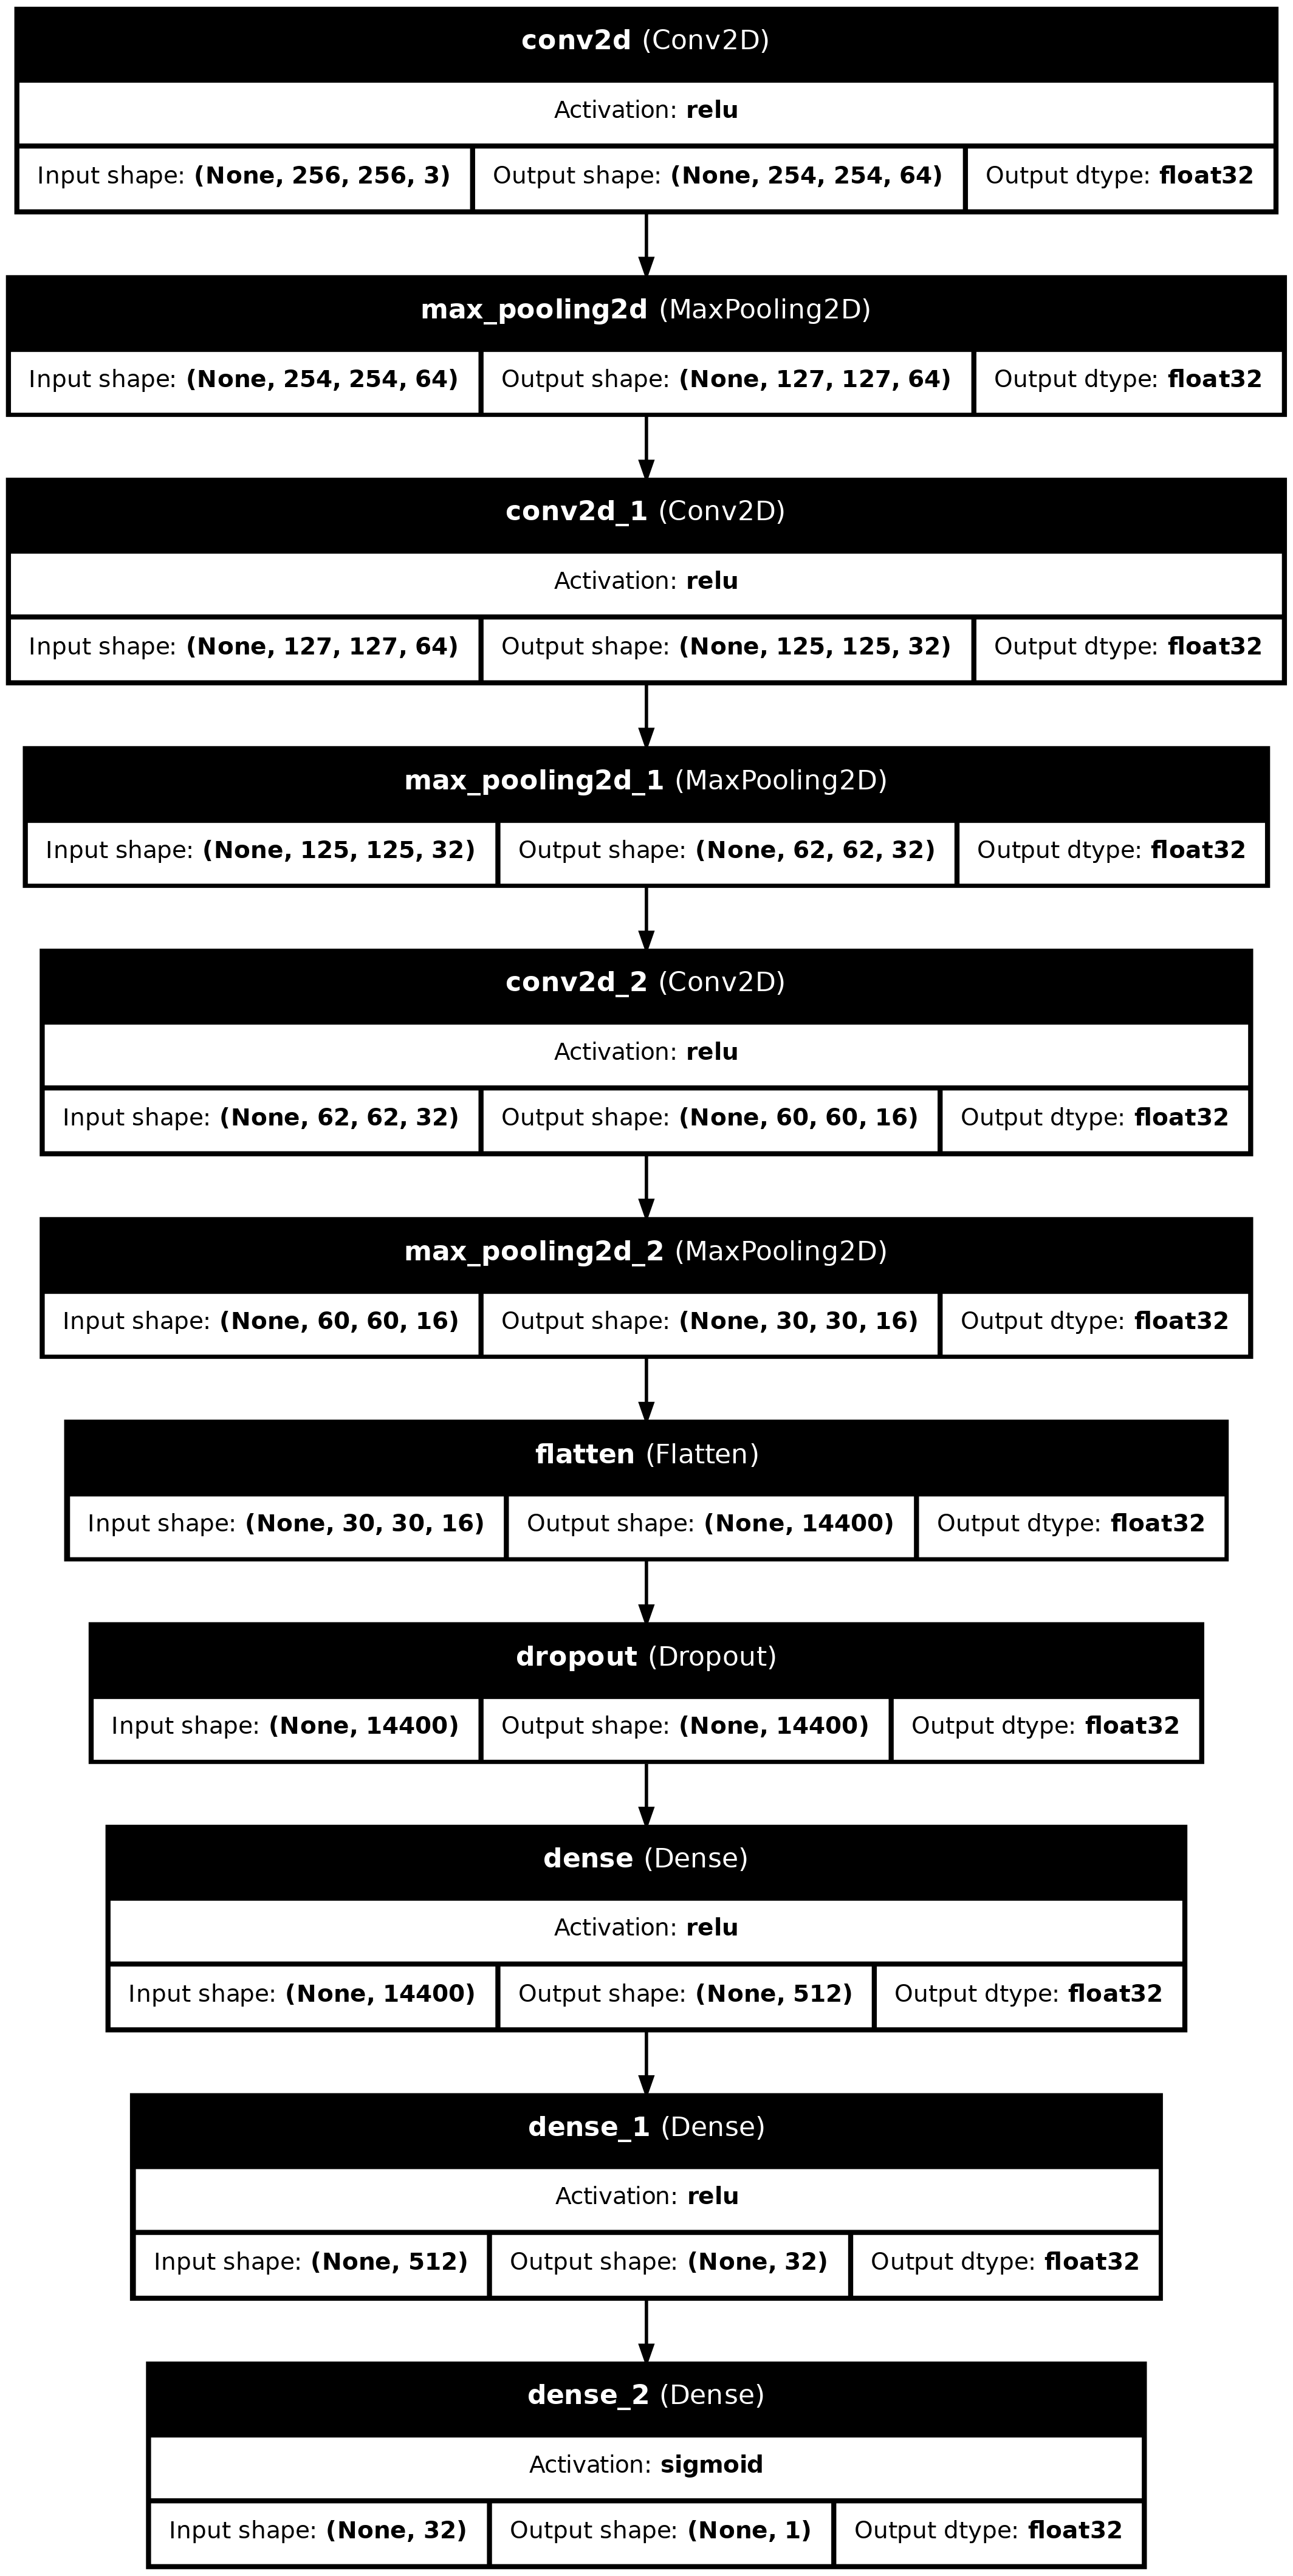 conv2d (Conv2D)
Activation: relu
Input shape: (None, 256, 256, 3) Output shape: (None, 254, 254, 64) Output dtype: float32
max_pooling2d (MaxPooling2D)
Input shape: (None, 254, 254, 64) Output shape: (None, 127, 127, 64) Output dtype: float32
conv2d_1 (Conv2D)
Activation: relu
Input shape: (None, 127, 127, 64) Output shape: (None, 125, 125, 32) Output dtype: float32
max_pooling2d_1 (MaxPooling2D)
Input shape: (None, 125, 125, 32) Output shape: (None, 62, 62, 32) Output dtype: float32
conv2d_2 (Conv2D)
Activation: relu
Input shape: (None, 62, 62, 32) Output shape: (None, 60, 60, 16) Output dtype: float32
max_pooling2d_2 (MaxPooling2D)
Input shape: (None, 60, 60, 16) Output shape: (None, 30, 30, 16) Output dtype: float32
flatten (Flatten)
Input shape: (None, 30, 30, 16) Output shape: (None, 14400) Output dtype: float32
dropout (Dropout)
Input shape: (None, 14400) Output shape: (None, 14400) Output dtype: float32
dense (Dense)
Activation: relu
Input shape: (None, 14400) Output shape: (None, 512) Output dtype: float32
dense_1 (Dense)
Activation: relu
Input shape: (None, 512) Output shape: (None, 32) Output dtype: float32
dense_2 (Dense)
Activation: sigmoid
Input shape: (None, 32) Output shape: (None, 1) Output dtype: float32